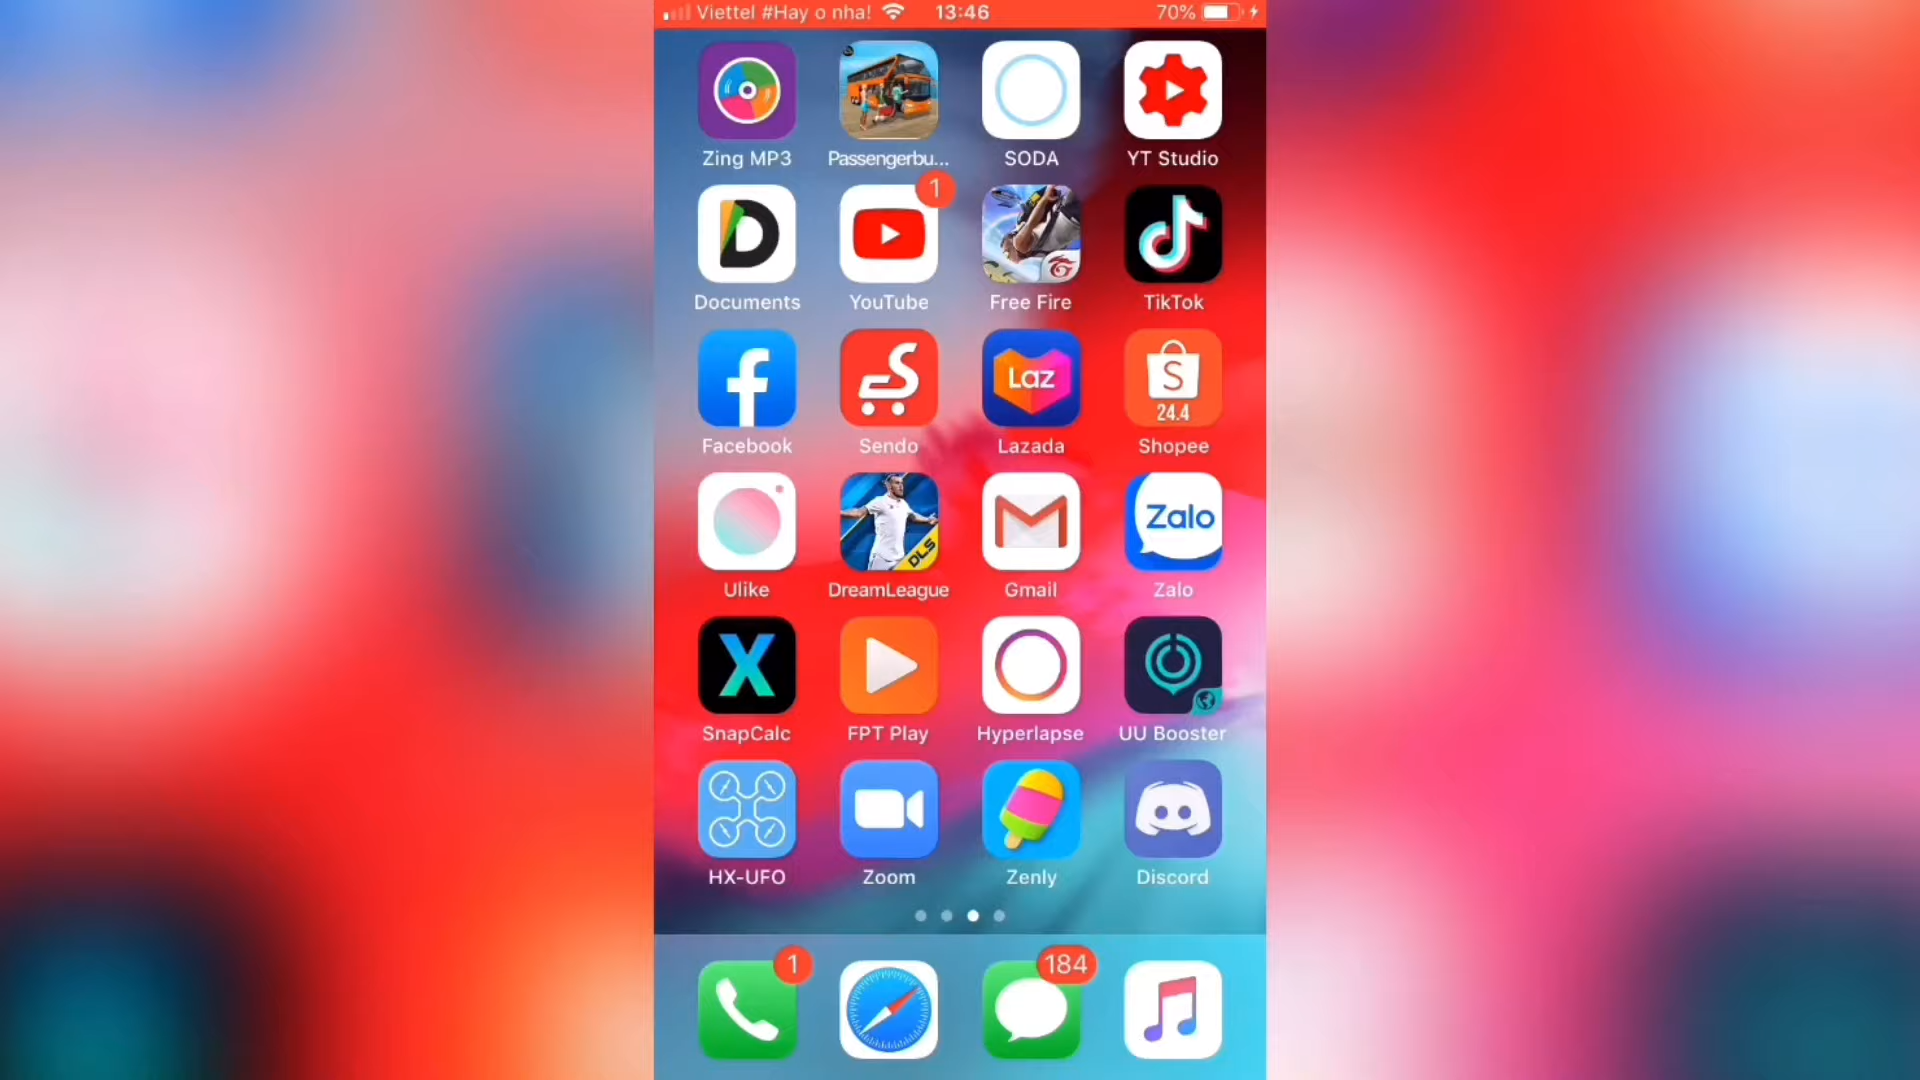 Viettel #Hay o nha! 13:46 70%
Zing MP3 Passengerbu... SODA YT Studio
1
Documents YouTube Free Fire TikTok
Laz S 24.4
Facebook Sendo Lazada Shopee
DLS Zalo
Ulike DreamLeague Gmail Zalo
SnapCalc FPT Play Hyperlapse UU Booster
HX-UFO Zoom Zenly Discord
1 184